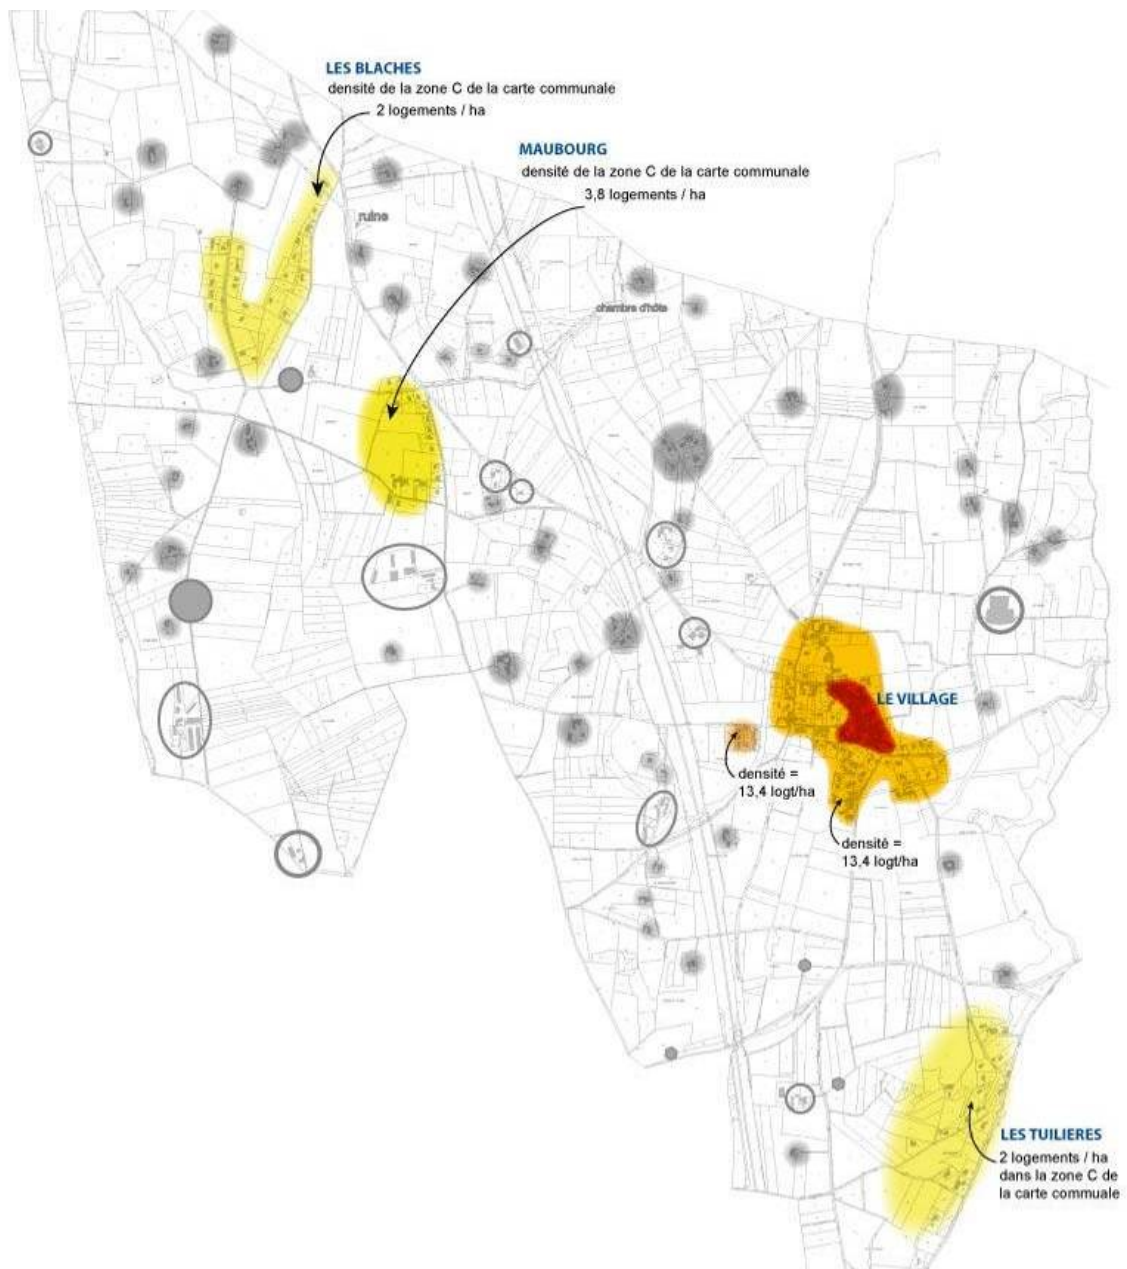 LES BLACHES
densité de la zone C de la carte communale
2 logements / ha
MAUBOURG
densité de la zone C de la carte communale
3,8 logements / ha
ruine
chambre d'hôte
LE VILLAGE
densité =
13,4 logt/ha
densité =
13,4 logt/ha
LES TUILIERES
2 logements / ha
dans la zone C de
la carte commuale